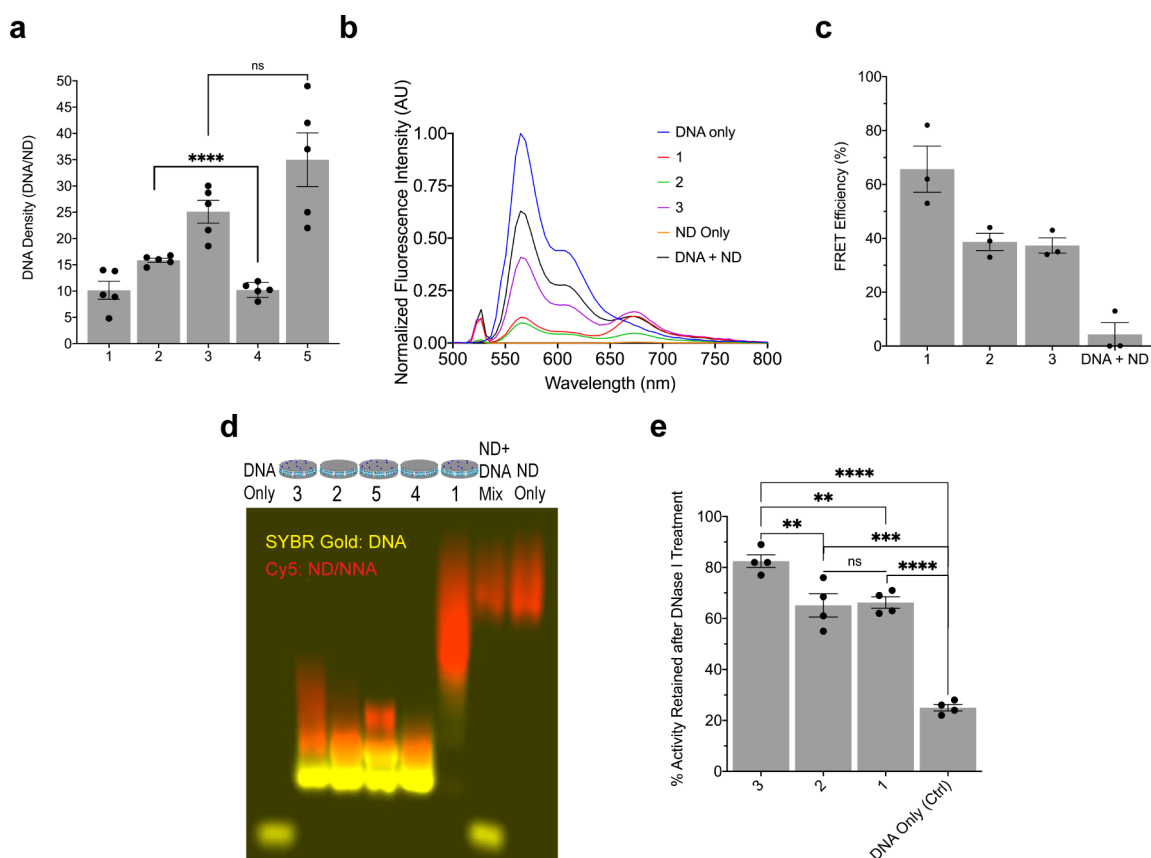 a
DNA Density (DNA/ND)
50
45
40
35
30
25
20
15
10
5
0
1 2 3 4 5
****
ns
b
Normalized Fluorescence Intensity (AU)
1.00
0.75
0.50
0.25
0.00
500 550 600 650 700 800
Wavelength (nm)
DNA only
1
2
3
ND Only
DNA + ND
c
FRET Efficiency (%)
100
80
60
40
20
0
1 2 3 DNA + ND
d
ND+
DNA DNA ND
Only 3 2 5 4 1 Mix Only
SYBR Gold: DNA
Cy5: ND/NNA
e
% Activity Retained after DNase I Treatment
100
80
60
40
20
0
****
**
** ***
ns ****
3 2 1 DNA Only (Ctrl)